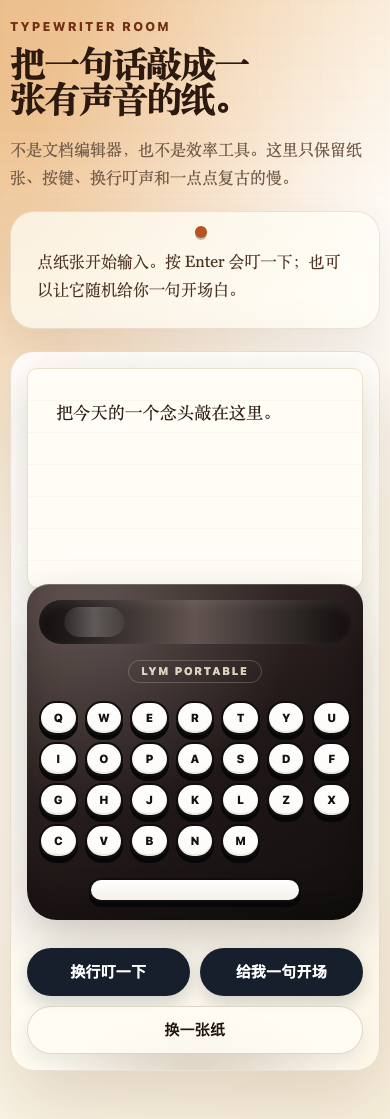 TYPEWRITER ROOM
把一句话敲成一
张有声音的纸。
不是文档编辑器，也不是效率工具。这里只保留纸
张、按键、换行叮声和一点点复古的慢。
点纸张开始输入。按 Enter 会叮一下；也可
以让它随机给你一句开场白。
把今天的一个念头敲在这里。
LYM PORTABLE
Q W E R T Y U
I O P A S D F
G H J K L Z X
C V B N M
换行叮一下 给我一句开场
换一张纸